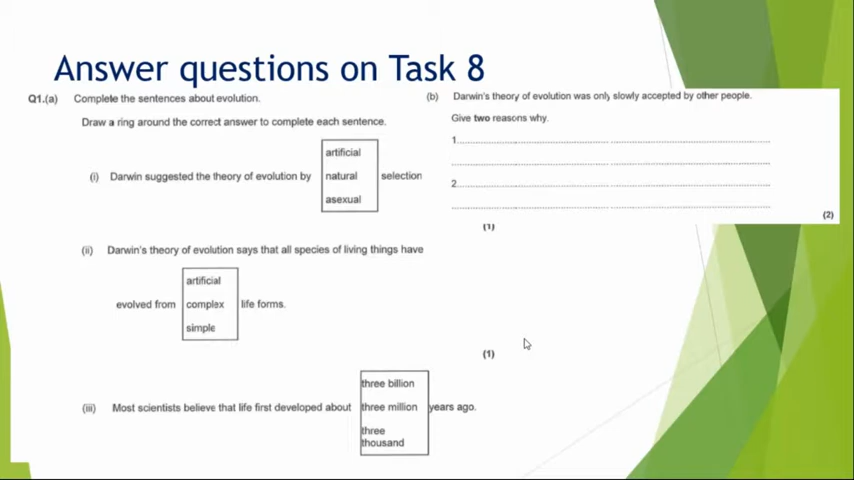 Answer questions on Task 8
Q1.(a) Complete the sentences about evolution.
Draw a ring around the correct answer to complete each sentence.
artificial
(i) Darwin suggested the theory of evolution by natural selection
asexual
(1)
(ii) Darwin's theory of evolution says that all species of living things have
artificial
evolved from complex life forms.
simple
(1)
three billion
(iii) Most scientists believe that life first developed about three million years ago.
three
thousand
(b) Darwin's theory of evolution was only slowly accepted by other people.
Give two reasons why.
1
2
(2)